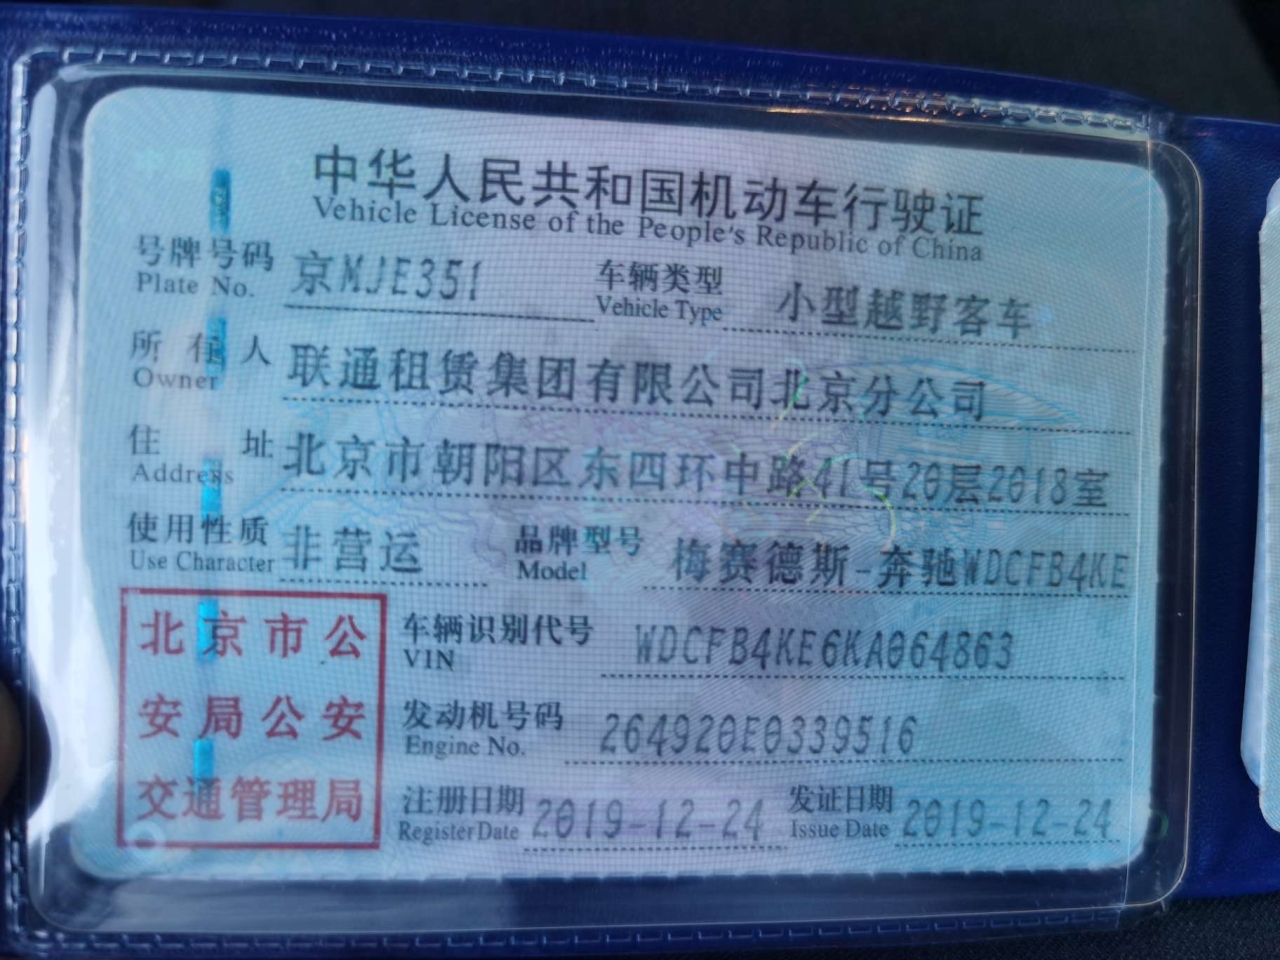 中华人民共和国机动车行驶证
Vehicle License of the People's Republic of China
号牌号码 京MJE351 车辆类型 小型越野客车
Plate No. Vehicle Type
所有人 联通租赁集团有限公司北京分公司
Owner
住址 北京市朝阳区东四环中路41号20层2018室
Address
使用性质 非营运 品牌型号 梅赛德斯-奔驰WDCFB4KE
Use Character Model
北京市公
安局公安
交通管理局
车辆识别代号 WDCFB4KE6KA064863
VIN
发动机号码 264920E0339516
Engine No.
注册日期 2019-12-24 发证日期 2019-12-24
Register Date Issue Date